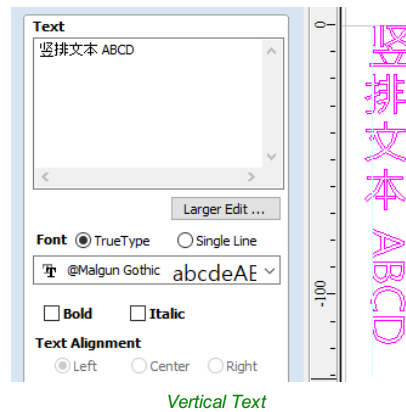 Text
竖排文本 ABCD
Larger Edit ...
Font TrueType Single Line
@Malgun Gothic abcdeAE
Bold Italic
Text Alignment
Left Center Right
0
-100
竖排文本 ABCD
Vertical Text